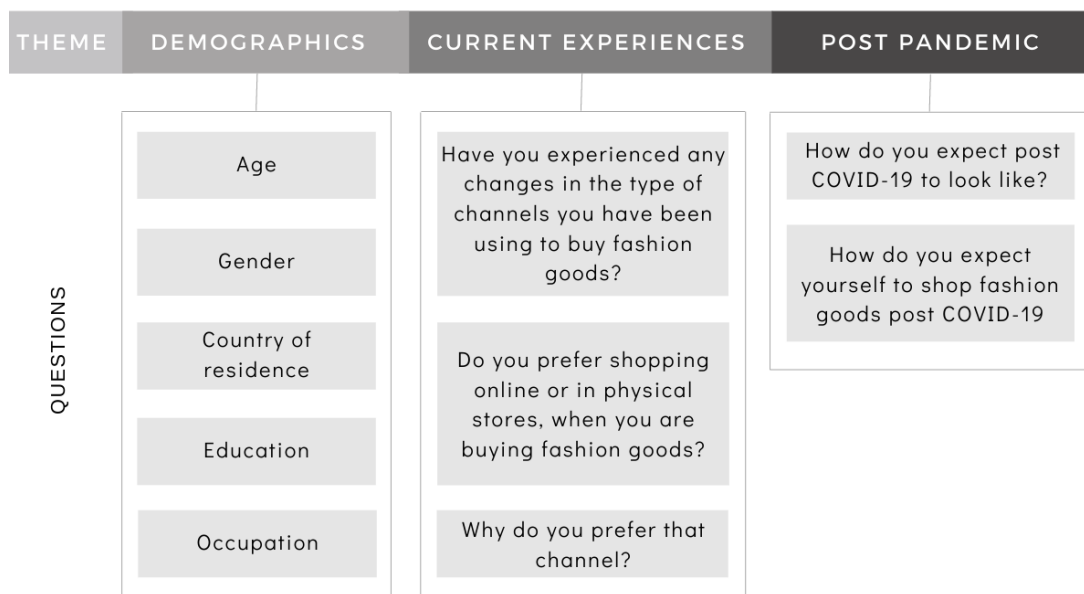 THEME
DEMOGRAPHICS
CURRENT EXPERIENCES
POST PANDEMIC
QUESTIONS
Age
Gender
Country of
residence
Education
Occupation
Have you experienced any
changes in the type of
channels you have been
using to buy fashion
goods?
Do you prefer shopping
online or in physical
stores, when you are
buying fashion goods?
Why do you prefer that
channel?
How do you expect post
COVID-19 to look like?
How do you expect
yourself to shop fashion
goods post COVID-19